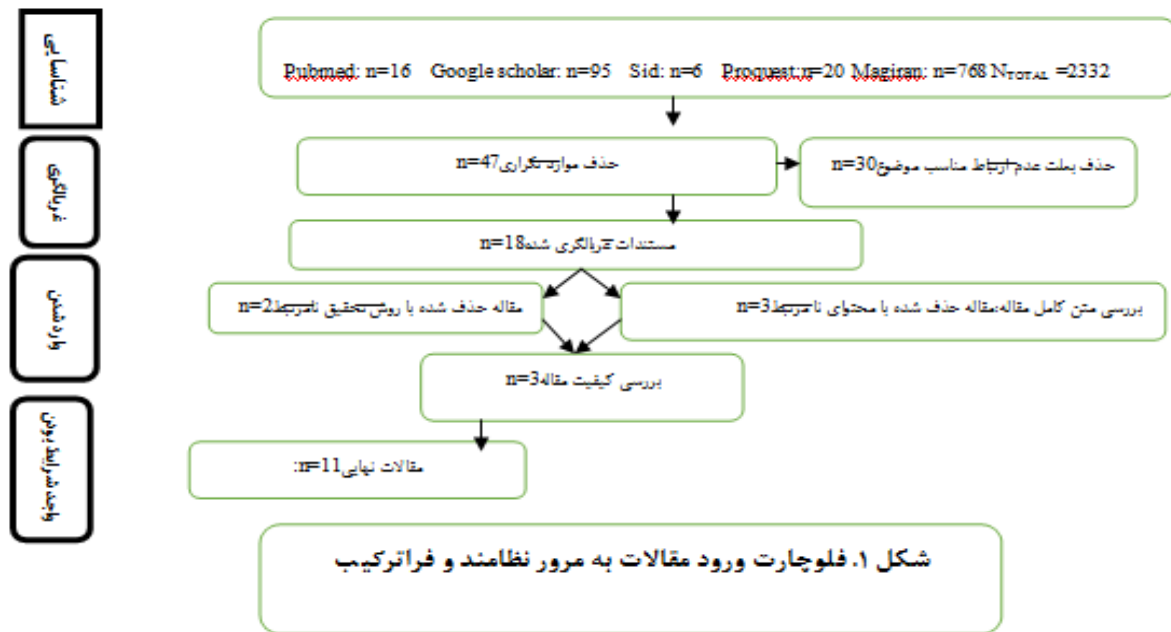 شناسایی
Pubmed: n=16 Google scholar: n=95 Sid: n=6 Proquest:n=20 Magiran: n=768 NTOTAL =2332
غربالگری
حذف موارد تکراری n=47
حذف بعلت عدم ارتباط مناسب موضوع n=30
مستندات غربالگری شده n=18
وارد شدن
بررسی متن کامل مقاله:مقاله حذف شده با محتوای نامرتبط n=3
مقاله حذف شده با روش تحقیق نامرتبط n=2
بررسی کیفیت مقاله n=3
واجد شرایط بودن
مقالات نهایی n=11:
شکل ۱. فلوچارت ورود مقالات به مرور نظامند و فراترکیب